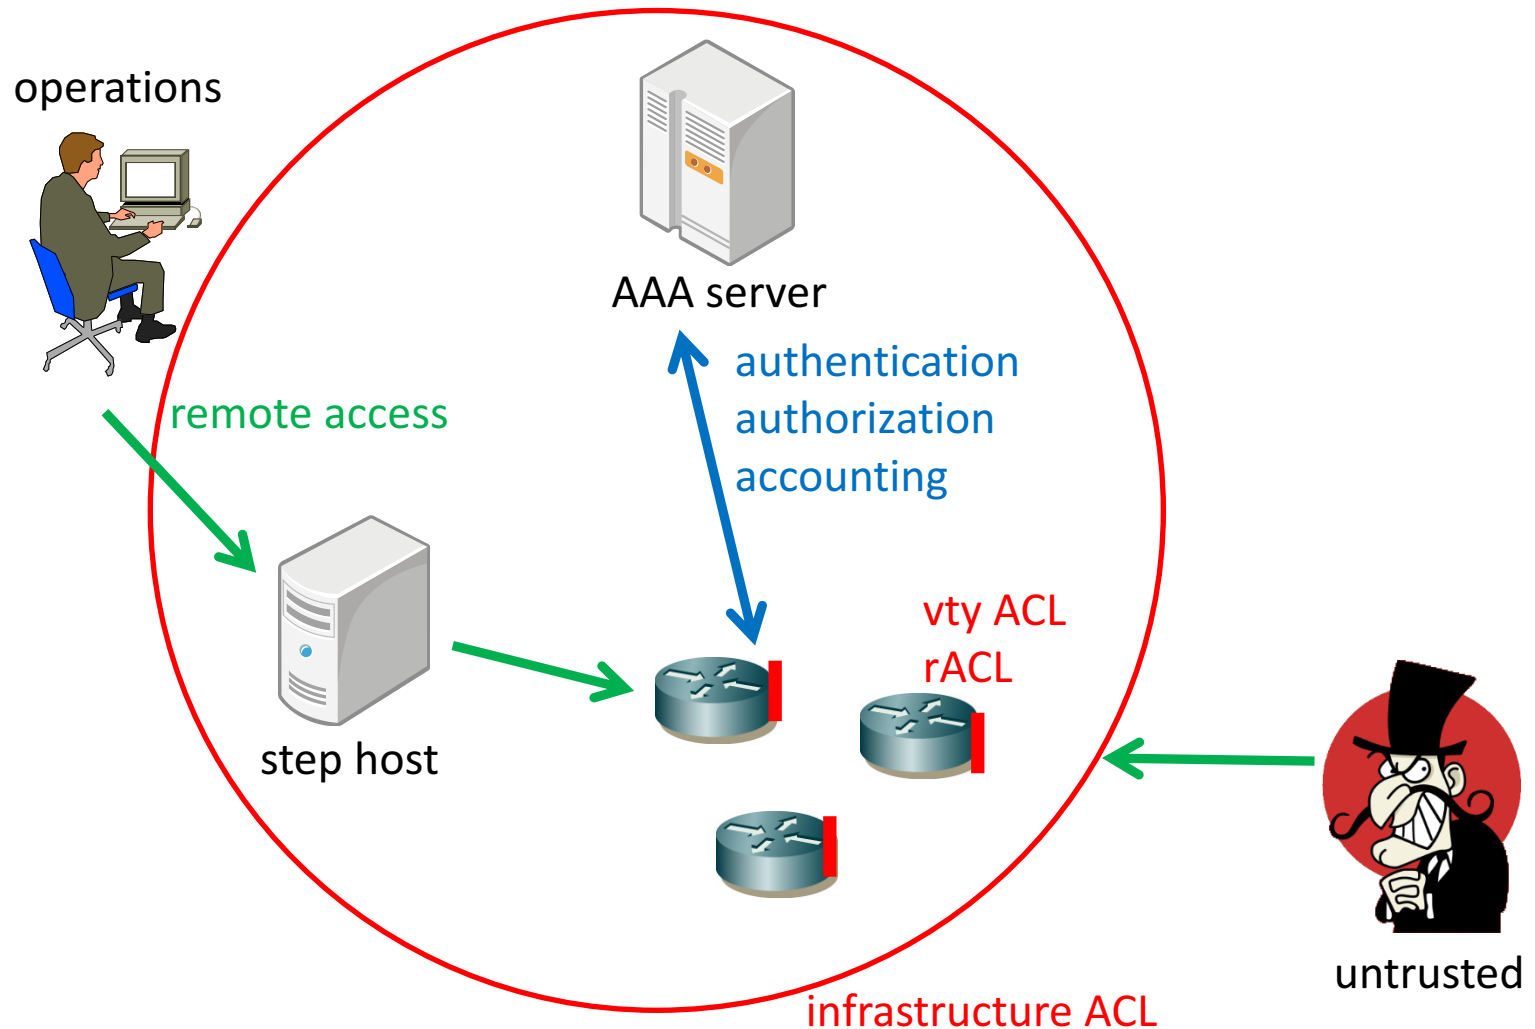 operations
AAA server
authentication
authorization
accounting
remote access
vty ACL
rACL
step host
untrusted
infrastructure ACL